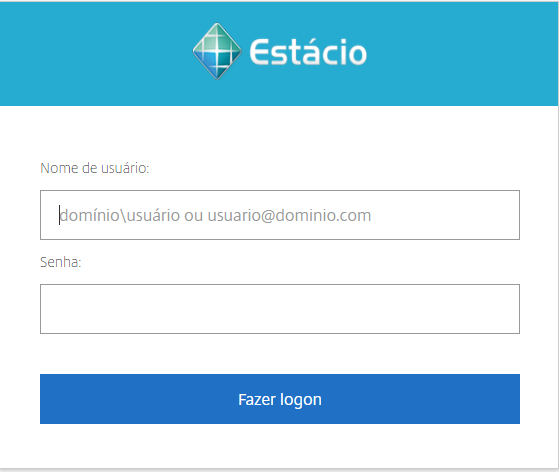 Estácio
Nome de usuário:
domínio\usuário ou usuario@dominio.com
Senha:
Fazer logon